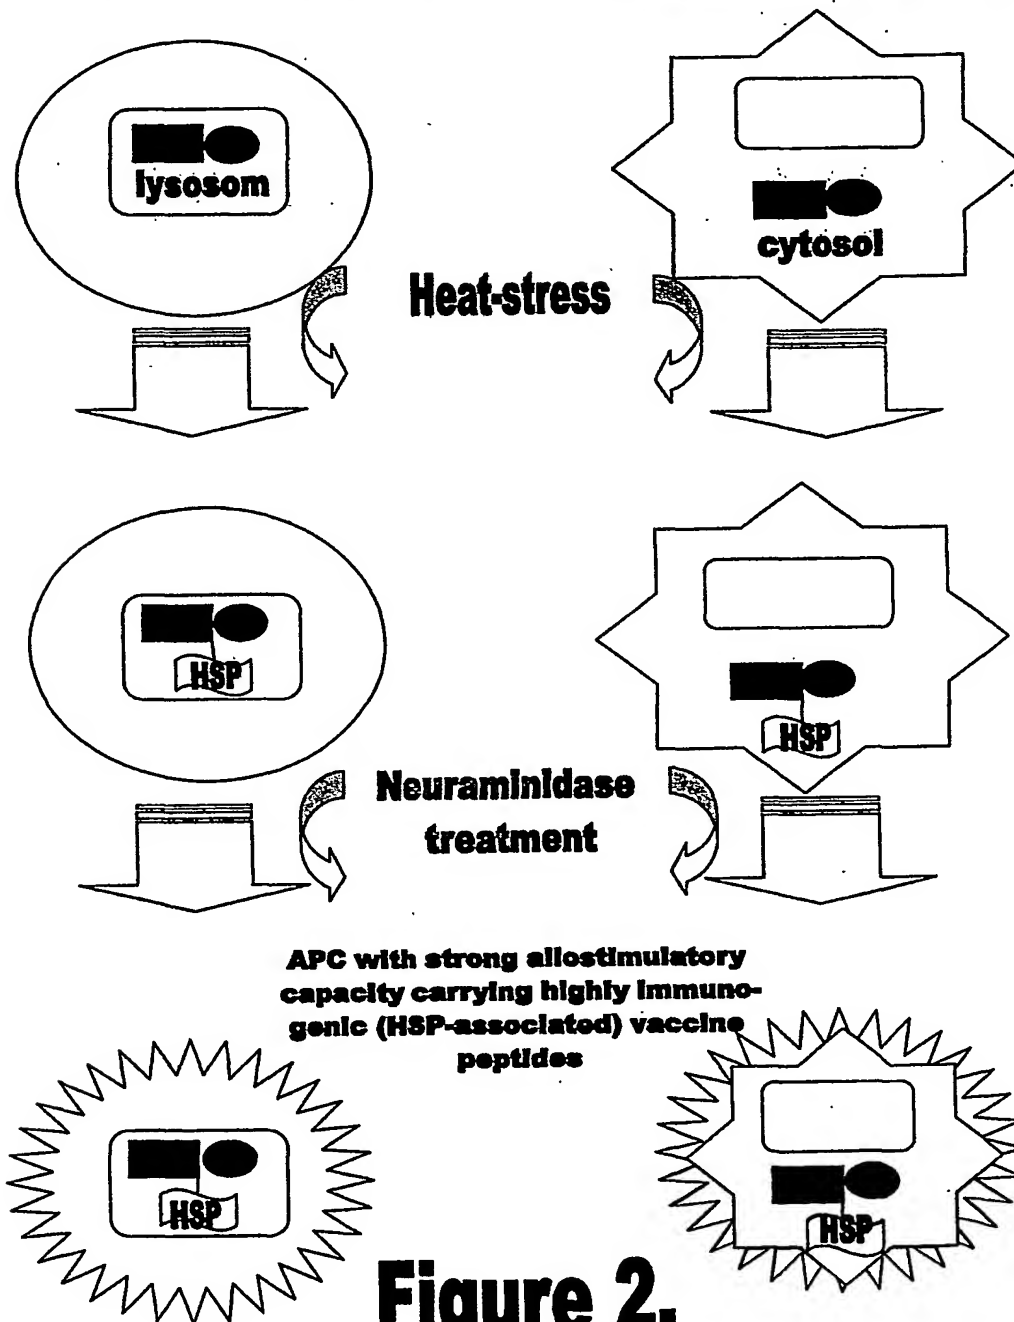 lysosom
cytosol
Heat-stress
HSP
HSP
Neuraminidase
treatment
APC with strong allostimulatory
capacity carrying highly immuno-
genic (HSP-associated) vaccine
peptides
HSP
HSP
Figure 2.